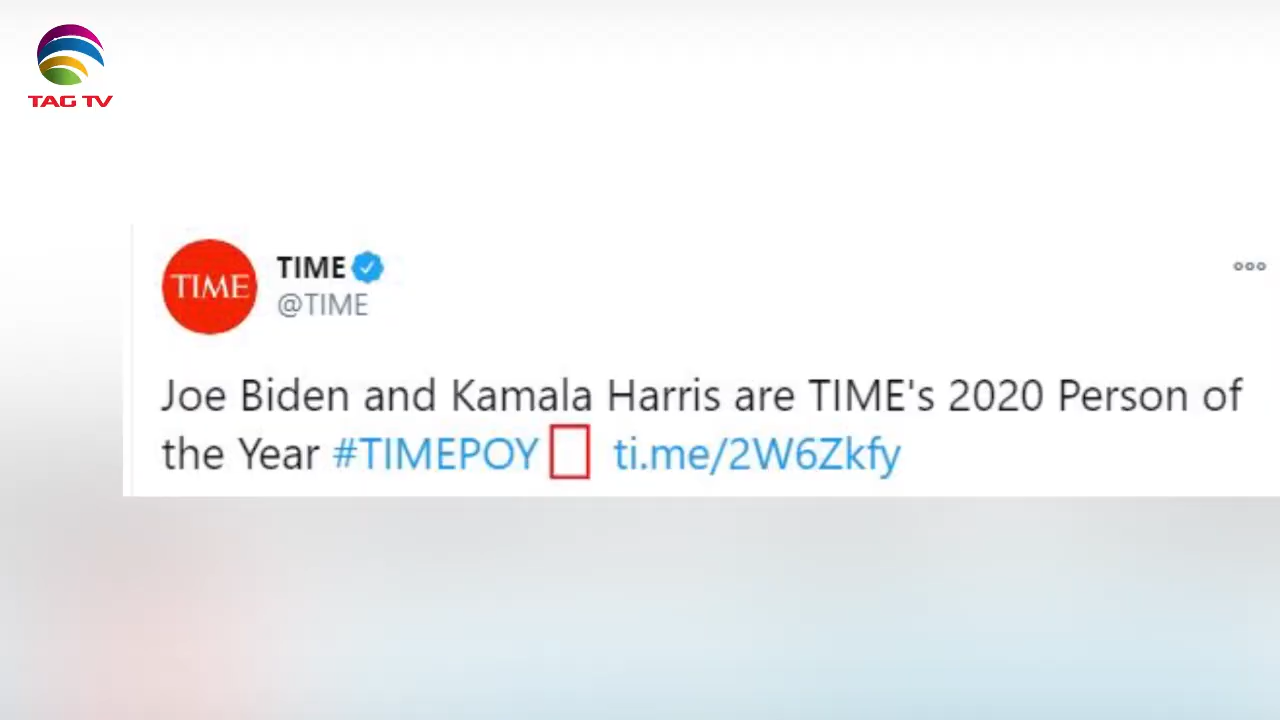 TAG TV
TIME
TIME
@TIME
Joe Biden and Kamala Harris are TIME's 2020 Person of
the Year #TIMEPOY ti.me/2W6Zkfy